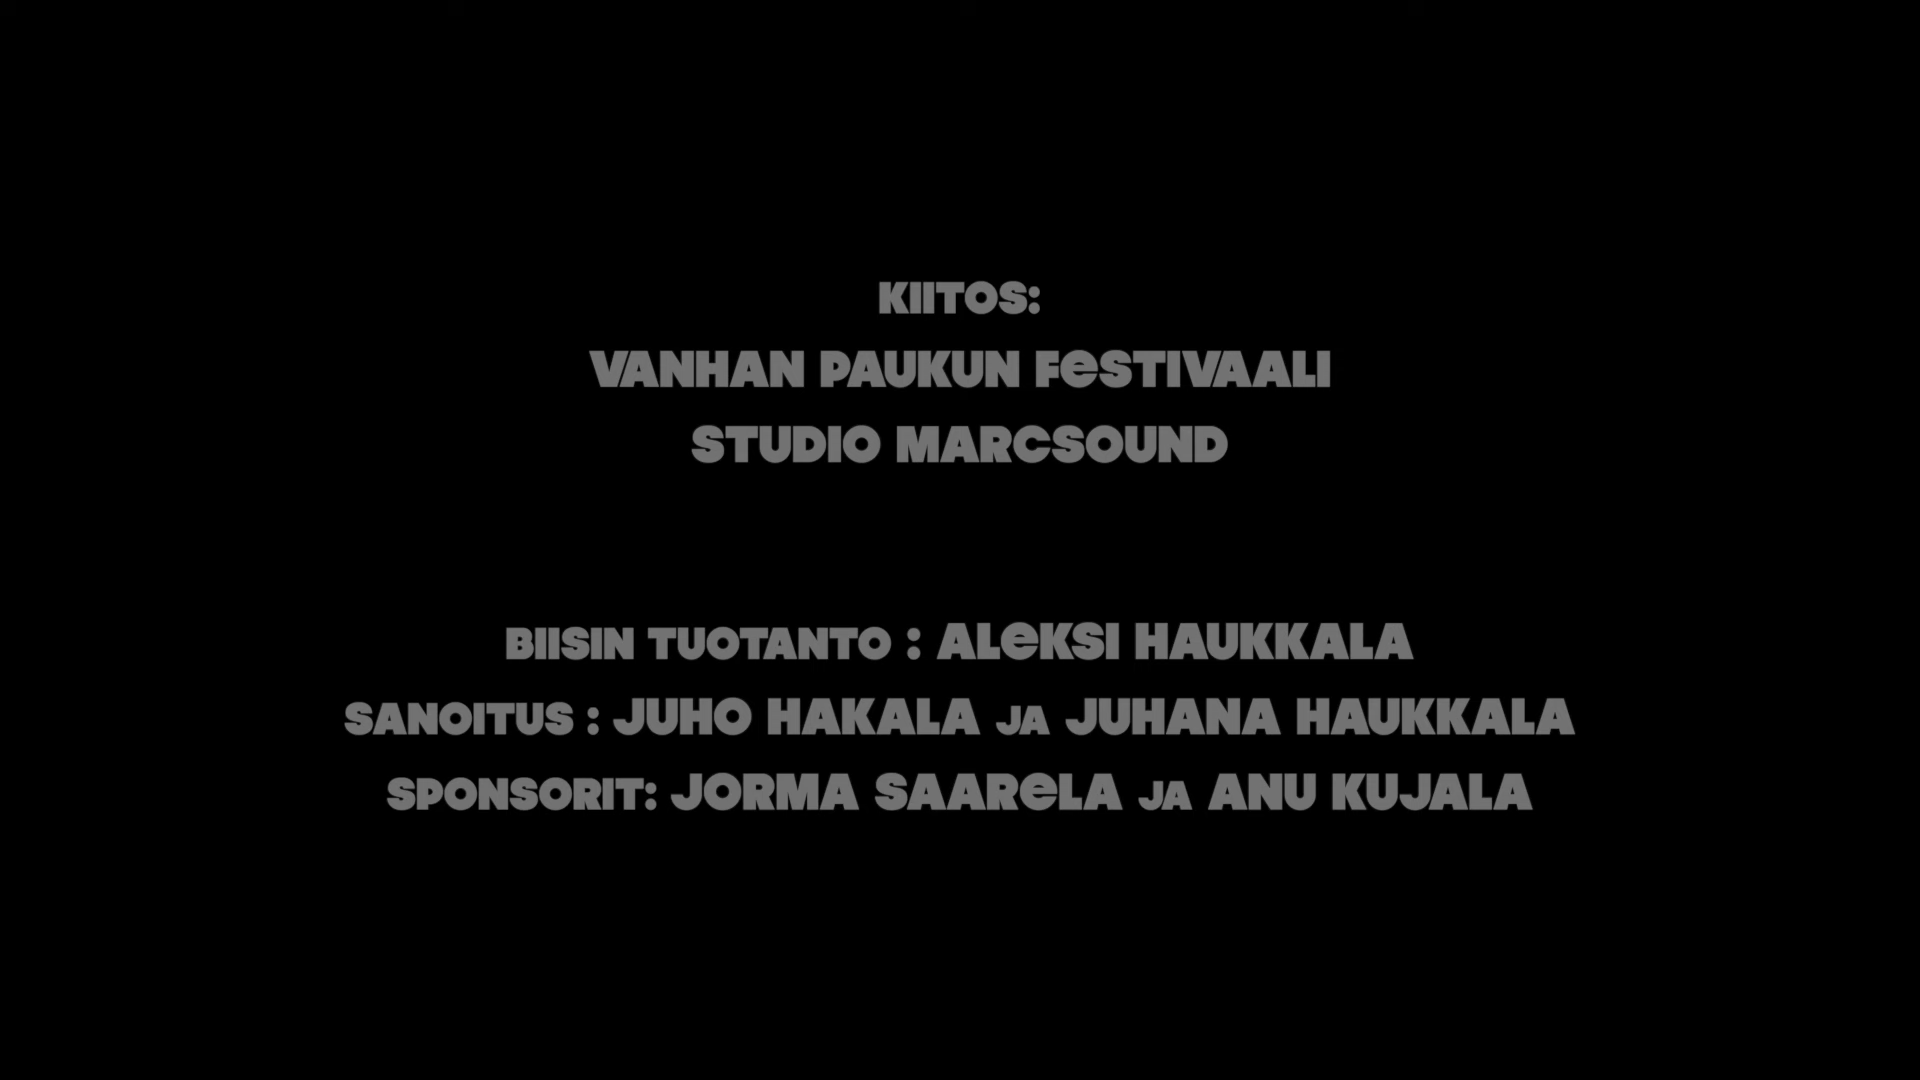 KIITOS:
VANHAN PAUKUN FeSTIVAALI
STUDIO MARCSOUND
BIISIN TUOTANTO : ALeKSI HAUKKALA
SANOITUS : JUHO HAKALA JA JUHANA HAUKKALA
SPONSORIT: JORMA SAAReLA JA ANU KUJALA